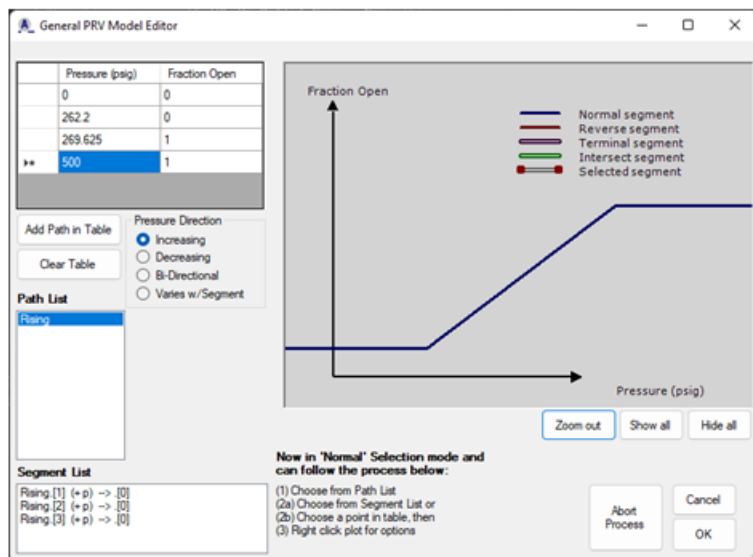 General PRV Model Editor
Pressure (psig) Fraction Open
0 0
262.2 0
269.625 1
500 1
Add Path in Table
Clear Table
Pressure Direction
Increasing
Decreasing
Bi-Directional
Varies w/Segment
Path List
Rising
Segment List
Rising.[1] (+p) --> .[0]
Rising.[2] (+p) --> .[0]
Rising.[3] (+p) --> .[0]
Fraction Open
Normal segment
Reverse segment
Terminal segment
Intersect segment
Selected segment
Pressure (psig)
Zoom out
Show all
Hide all
Now in 'Normal' Selection mode and
can follow the process below:
(1) Choose from Path List
(2a) Choose from Segment List or
(2b) Choose a point in table, then
(3) Right click plot for options
Abort
Process
Cancel
OK